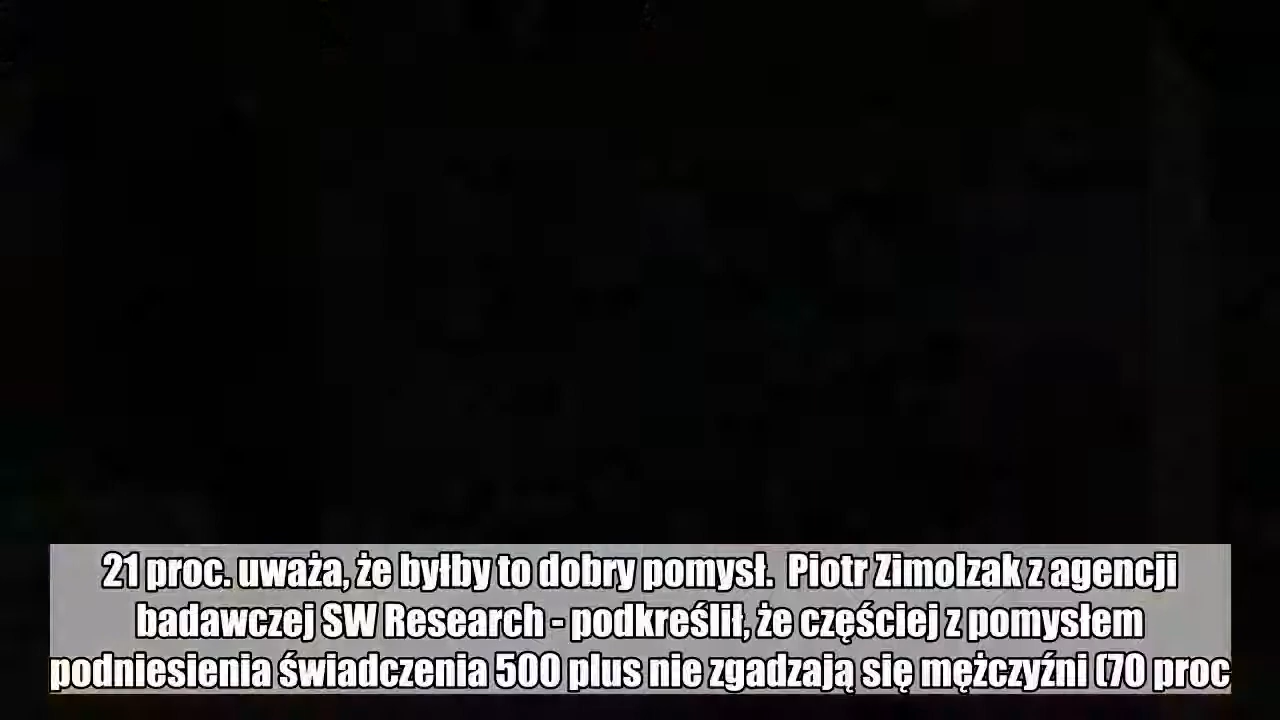 21 proc. uważa, że byłby to dobry pomysł.  Piotr Zimolzak z agencji
badawczej SW Research - podkreślił, że częściej z pomysłem
podniesienia świadczenia 500 plus nie zgadzają się mężczyźni (70 proc